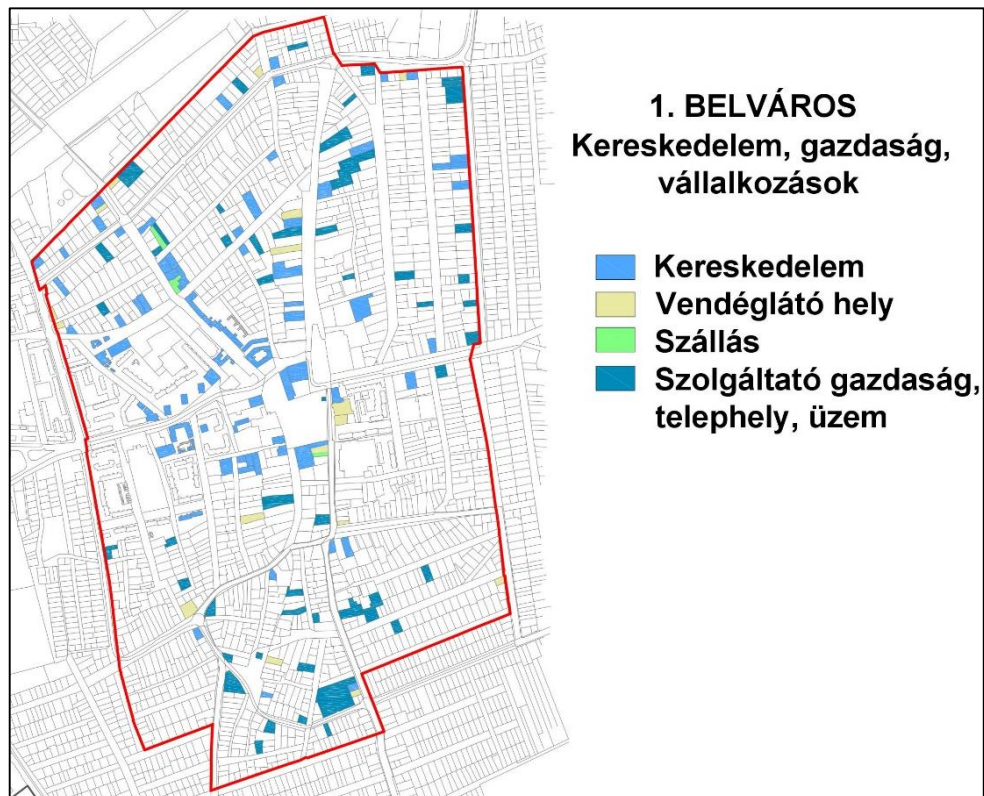 1. BELVÁROS
Kereskedelem, gazdaság,
vállalkozások
Kereskedelem
Vendéglátó hely
Szállás
Szolgáltató gazdaság,
telephely, üzem